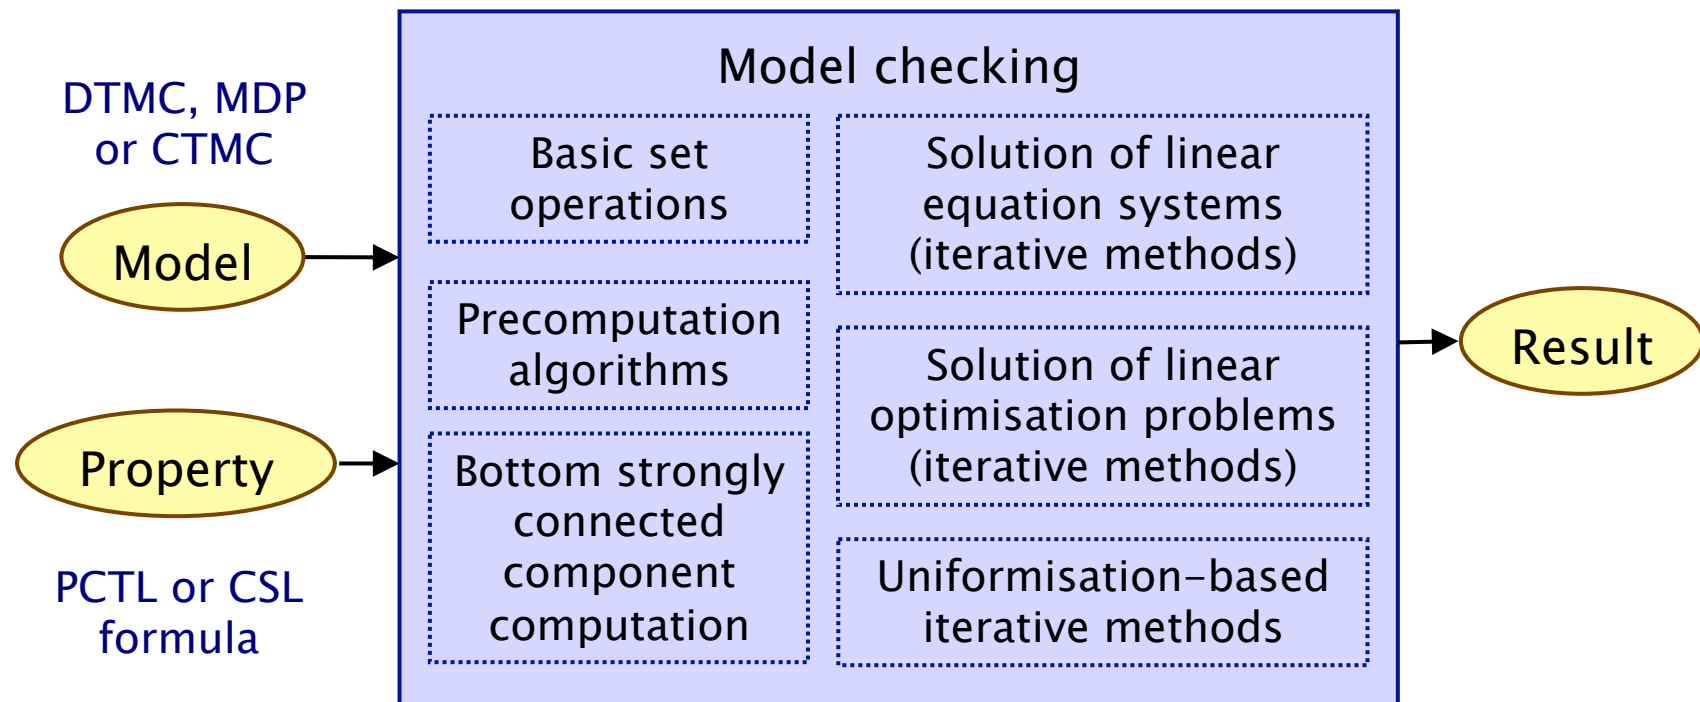 DTMC, MDP
or CTMC
Model
Property
PCTL or CSL
formula
Model checking
Basic set
operations
Precomputation
algorithms
Bottom strongly
connected
component
computation
Solution of linear
equation systems
(iterative methods)
Solution of linear
optimisation problems
(iterative methods)
Uniformisation–based
iterative methods
Result